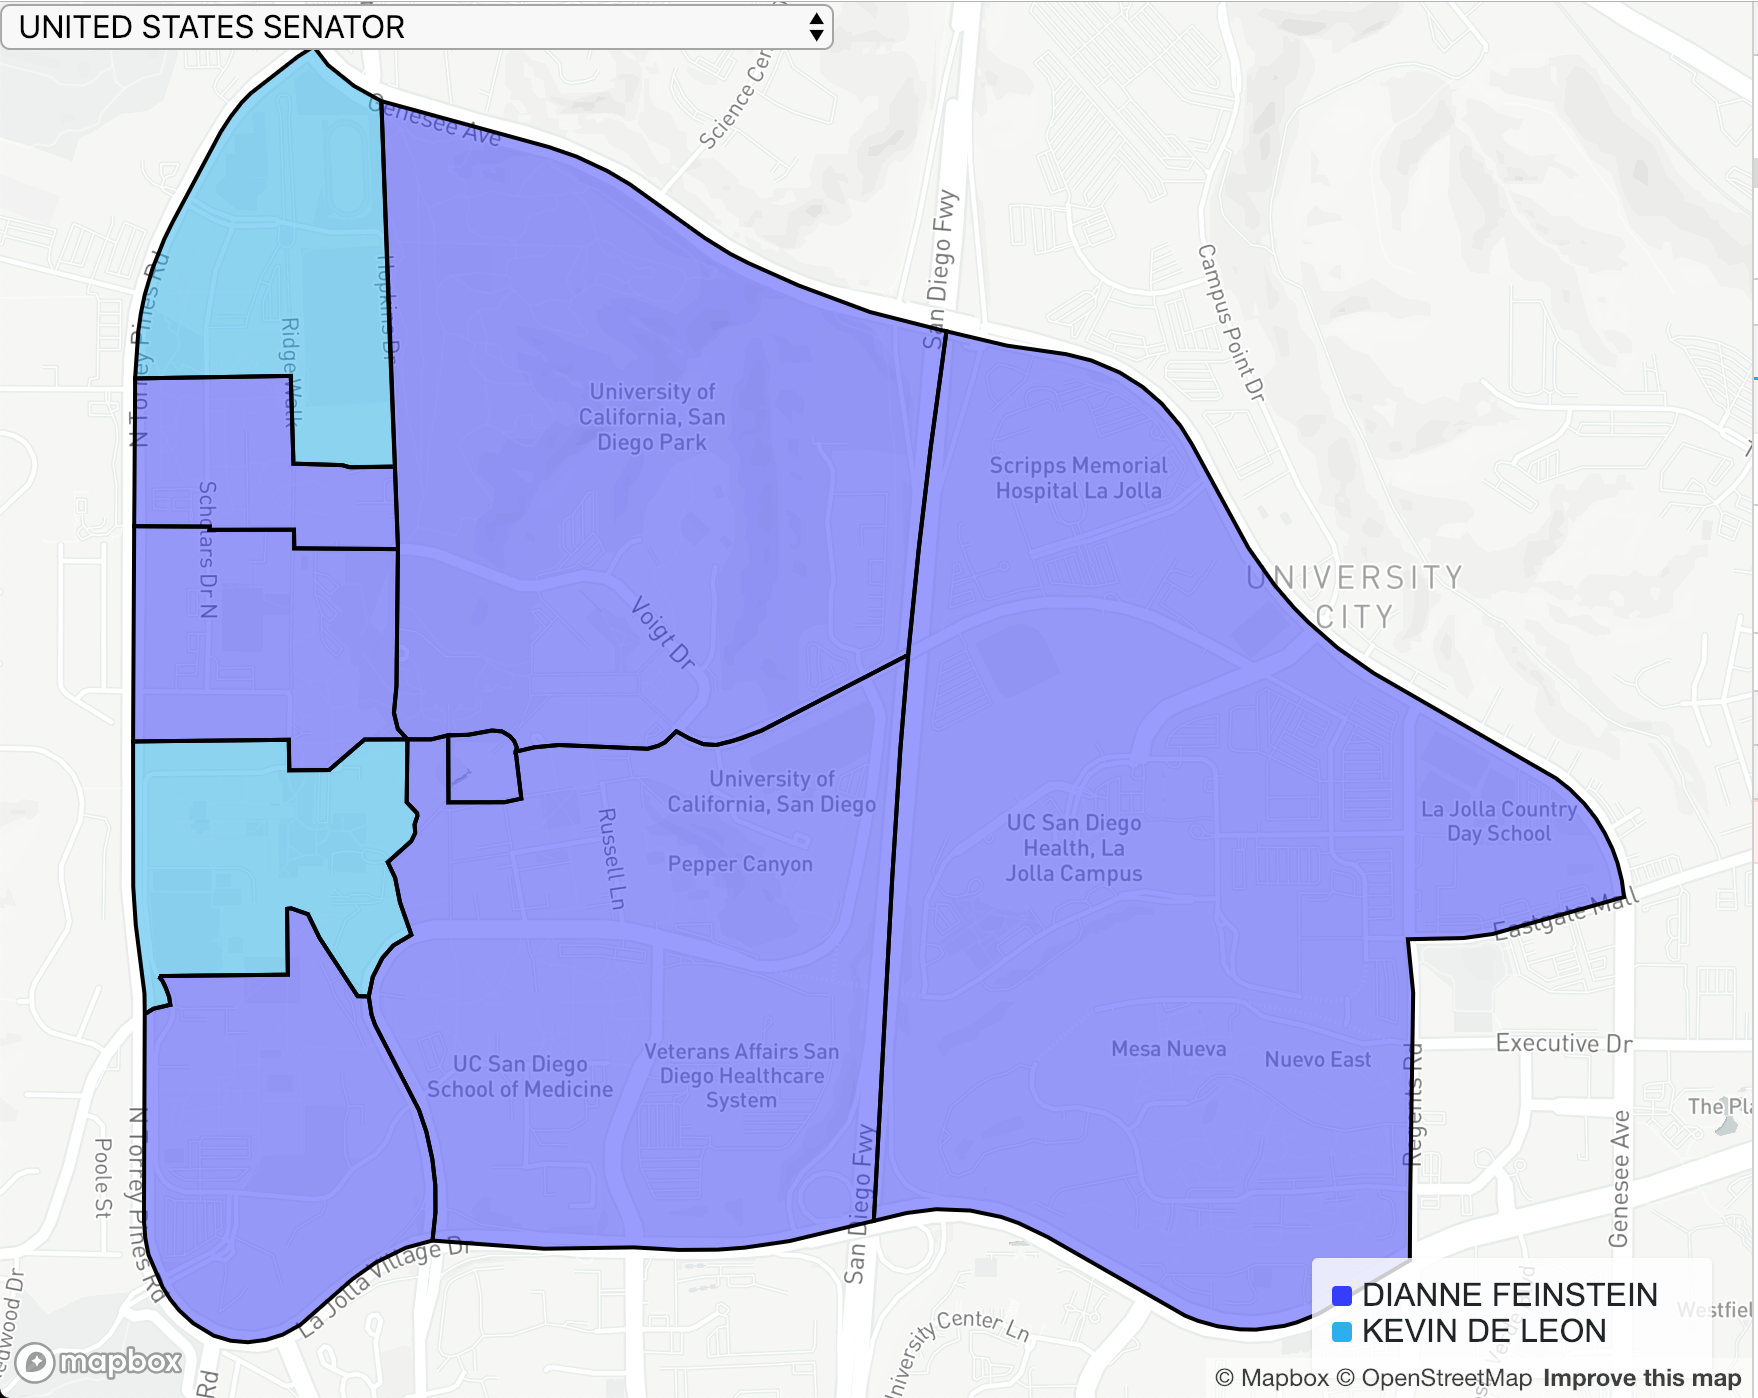 UNITED STATES SENATOR
Genesee Ave
Science Cen
San Diego Fwy
Campus Point Dr
N Torrey Pines Rd
Hopkins Dr
Ridge Walk
University of
California, San
Diego Park
Scripps Memorial
Hospital La Jolla
Scholars Dr N
Voigt Dr
UNIVERSITY
CITY
University of
California, San Diego
Russell Ln
Pepper Canyon
UC San Diego
Health, La
Jolla Campus
La Jolla Country
Day School
Eastgate Mall
UC San Diego
School of Medicine
Veterans Affairs San
Diego Healthcare
System
Mesa Nueva
Nuevo East
Executive Dr
Regents Rd
The Pla
Genesee Ave
Poole St
N Torrey Pines Rd
San Diego Fwy
La Jolla Village Dr
edwood Dr
University Center Ln
Westfiel
DIANNE FEINSTEIN
KEVIN DE LEON
mapbox
Rd
© Mapbox © OpenStreetMap Improve this map